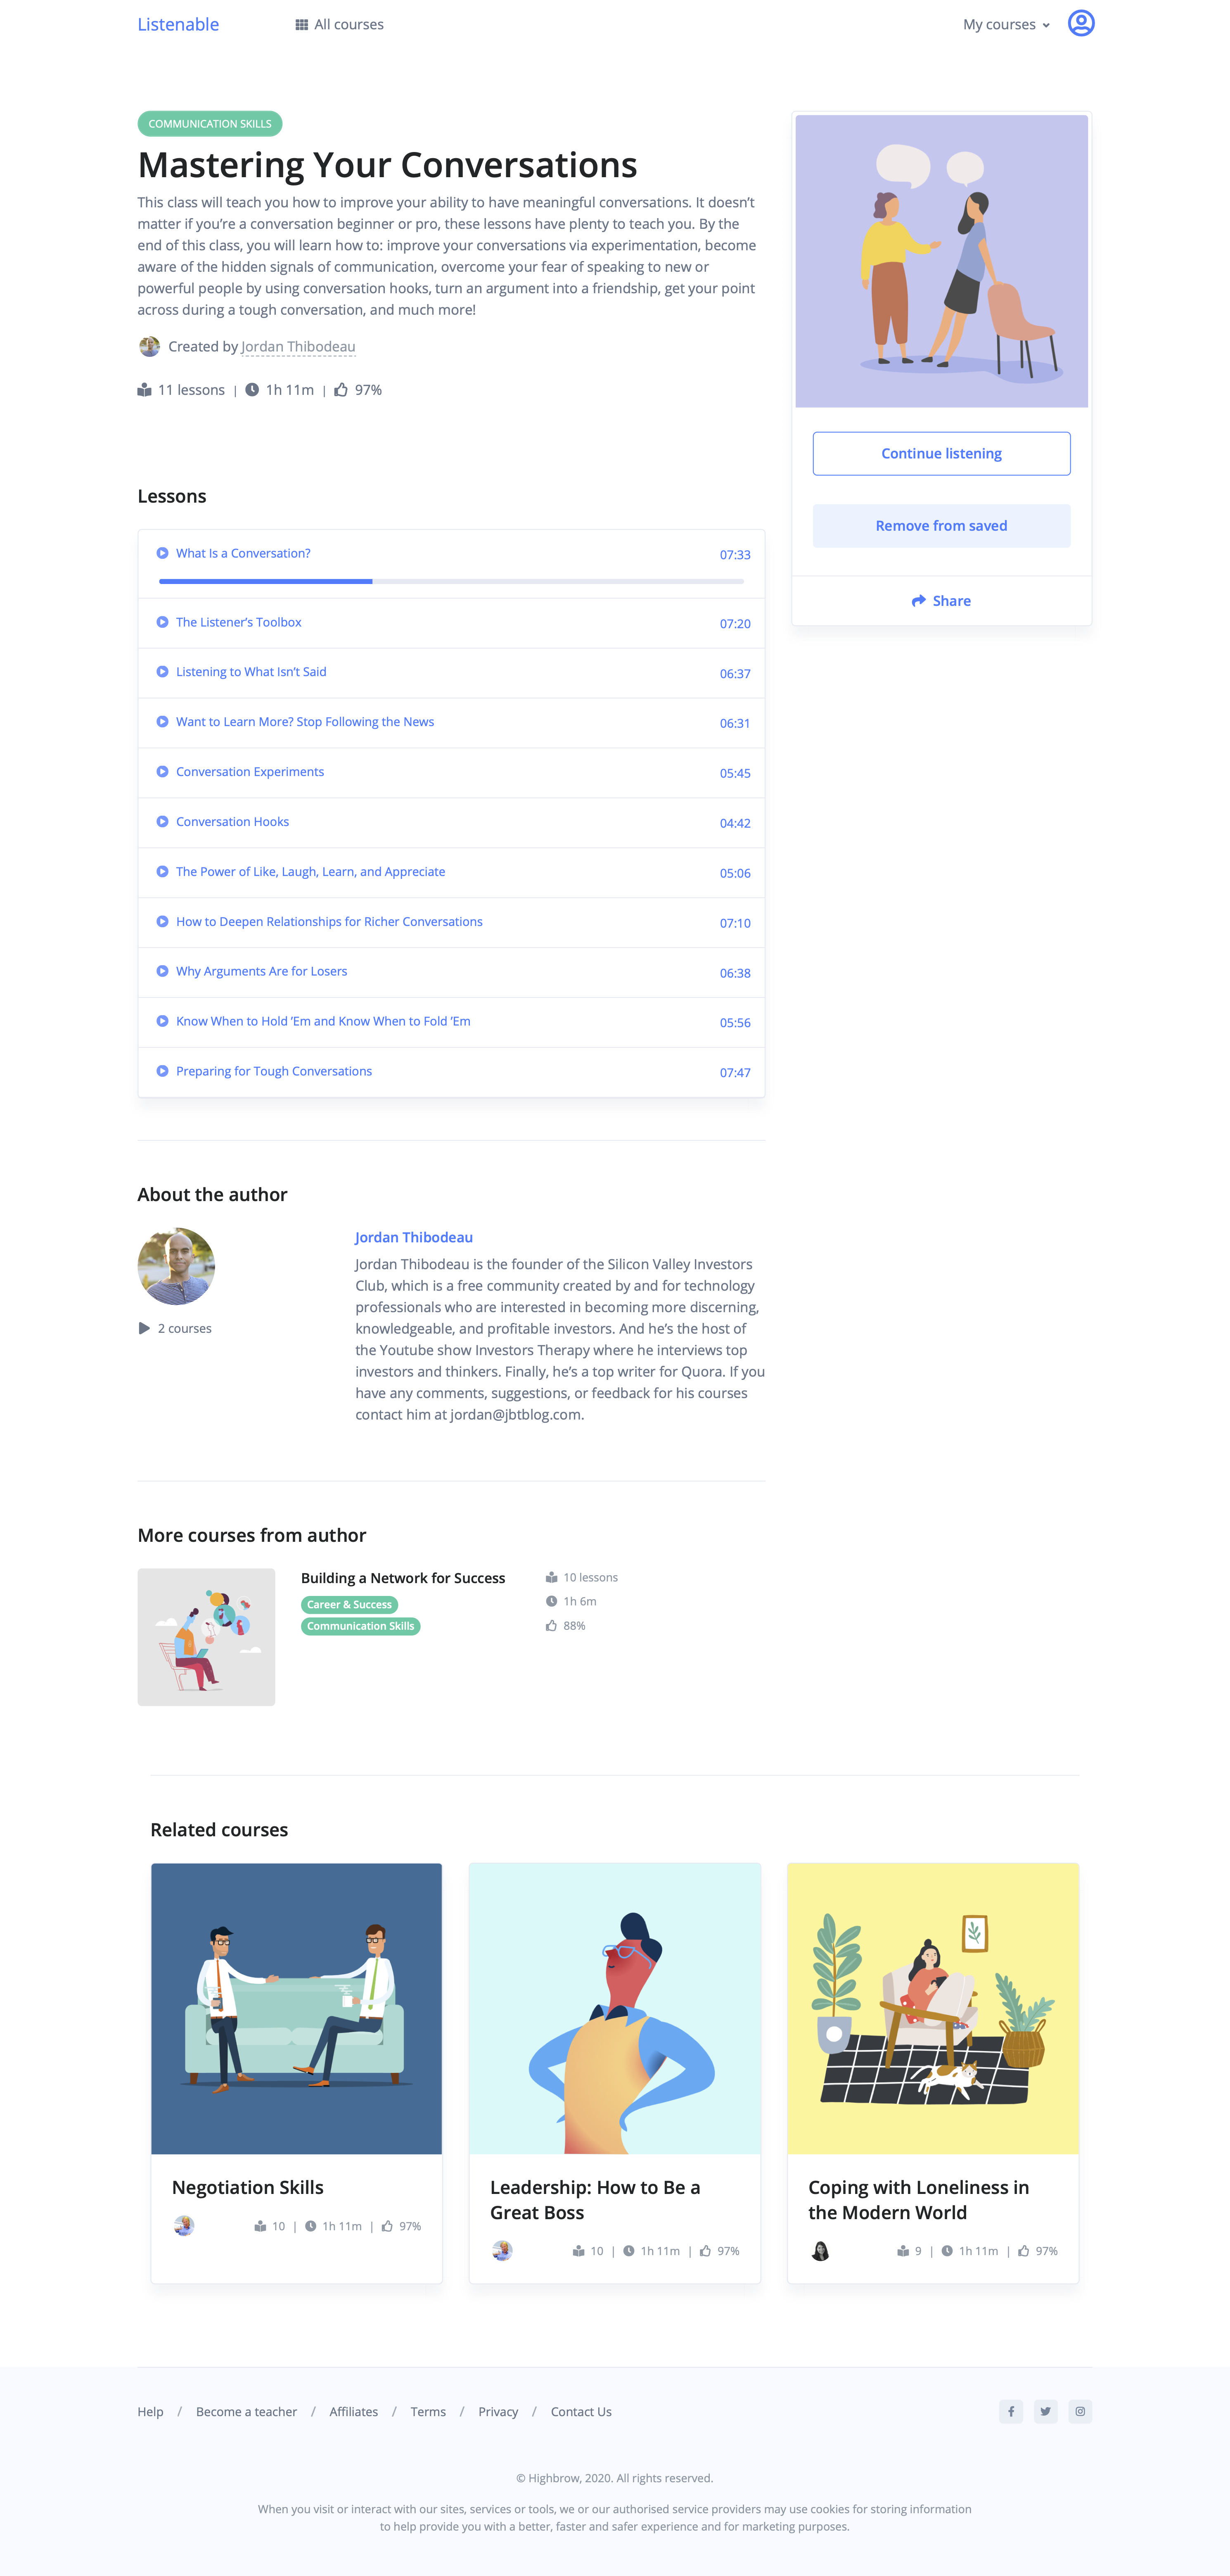 Listenable
All courses
My courses
COMMUNICATION SKILLS
Mastering Your Conversations
This class will teach you how to improve your ability to have meaningful conversations. It doesn’t
matter if you’re a conversation beginner or pro, these lessons have plenty to teach you. By the
end of this class, you will learn how to: improve your conversations via experimentation, become
aware of the hidden signals of communication, overcome your fear of speaking to new or
powerful people by using conversation hooks, turn an argument into a friendship, get your point
across during a tough conversation, and much more!
Created by Jordan Thibodeau
11 lessons | 1h 11m | 97%
Continue listening
Remove from saved
Share
Lessons
What Is a Conversation? 07:33
The Listener’s Toolbox 07:20
Listening to What Isn’t Said 06:37
Want to Learn More? Stop Following the News 06:31
Conversation Experiments 05:45
Conversation Hooks 04:42
The Power of Like, Laugh, Learn, and Appreciate 05:06
How to Deepen Relationships for Richer Conversations 07:10
Why Arguments Are for Losers 06:38
Know When to Hold ’Em and Know When to Fold ’Em 05:56
Preparing for Tough Conversations 07:47
About the author
2 courses
Jordan Thibodeau
Jordan Thibodeau is the founder of the Silicon Valley Investors
Club, which is a free community created by and for technology
professionals who are interested in becoming more discerning,
knowledgeable, and profitable investors. And he’s the host of
the Youtube show Investors Therapy where he interviews top
investors and thinkers. Finally, he’s a top writer for Quora. If you
have any comments, suggestions, or feedback for his courses
contact him at jordan@jbtblog.com.
More courses from author
Building a Network for Success
Career & Success
Communication Skills
10 lessons
1h 6m
88%
Related courses
Negotiation Skills
10 | 1h 11m | 97%
Leadership: How to Be a
Great Boss
10 | 1h 11m | 97%
Coping with Loneliness in
the Modern World
9 | 1h 11m | 97%
Help / Become a teacher / Affiliates / Terms / Privacy / Contact Us
© Highbrow, 2020. All rights reserved.
When you visit or interact with our sites, services or tools, we or our authorised service providers may use cookies for storing information
to help provide you with a better, faster and safer experience and for marketing purposes.